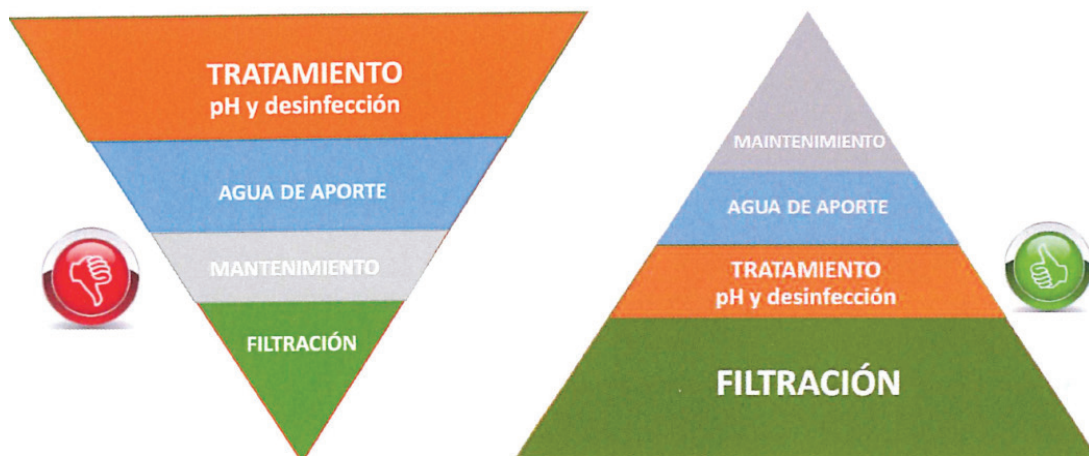 TRATAMIENTO
pH y desinfección
AGUA DE APORTE
MANTENIMIENTO
FILTRACIÓN
MAINTENIMIENTO
AGUA DE APORTE
TRATAMIENTO
pH y desinfección
FILTRACIÓN